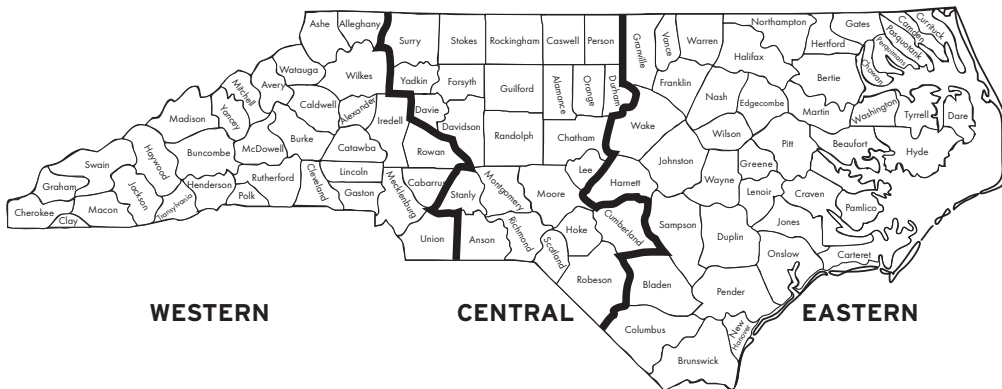 Ashe
Alleghany
Surry
Stokes
Rockingham
Caswell
Person
Granville
Vance
Warren
Northampton
Gates
Hertford
Camden
Currituck
Pasquotank
Perquimans
Chowan
Halifax
Bertie
Watauga
Wilkes
Yadkin
Forsyth
Guilford
Alamance
Orange
Durham
Franklin
Nash
Edgecombe
Martin
Washington
Tyrrell
Dare
Mitchell
Avery
Caldwell
Alexander
Iredell
Davie
Davidson
Randolph
Chatham
Wake
Wilson
Pitt
Beaufort
Hyde
Madison
Yancey
Burke
Catawba
Rowan
Johnston
Greene
Swain
Haywood
Buncombe
McDowell
Rutherford
Cleveland
Lincoln
Gaston
Mecklenburg
Cabarrus
Stanly
Montgomery
Moore
Lee
Harnett
Wayne
Lenoir
Craven
Pamlico
Graham
Cherokee
Clay
Macon
Jackson
Transylvania
Henderson
Polk
Union
Anson
Richmond
Scotland
Hoke
Cumberland
Sampson
Duplin
Jones
Onslow
Carteret
Robeson
Bladen
Pender
New
Hanover
Columbus
Brunswick
WESTERN
CENTRAL
EASTERN